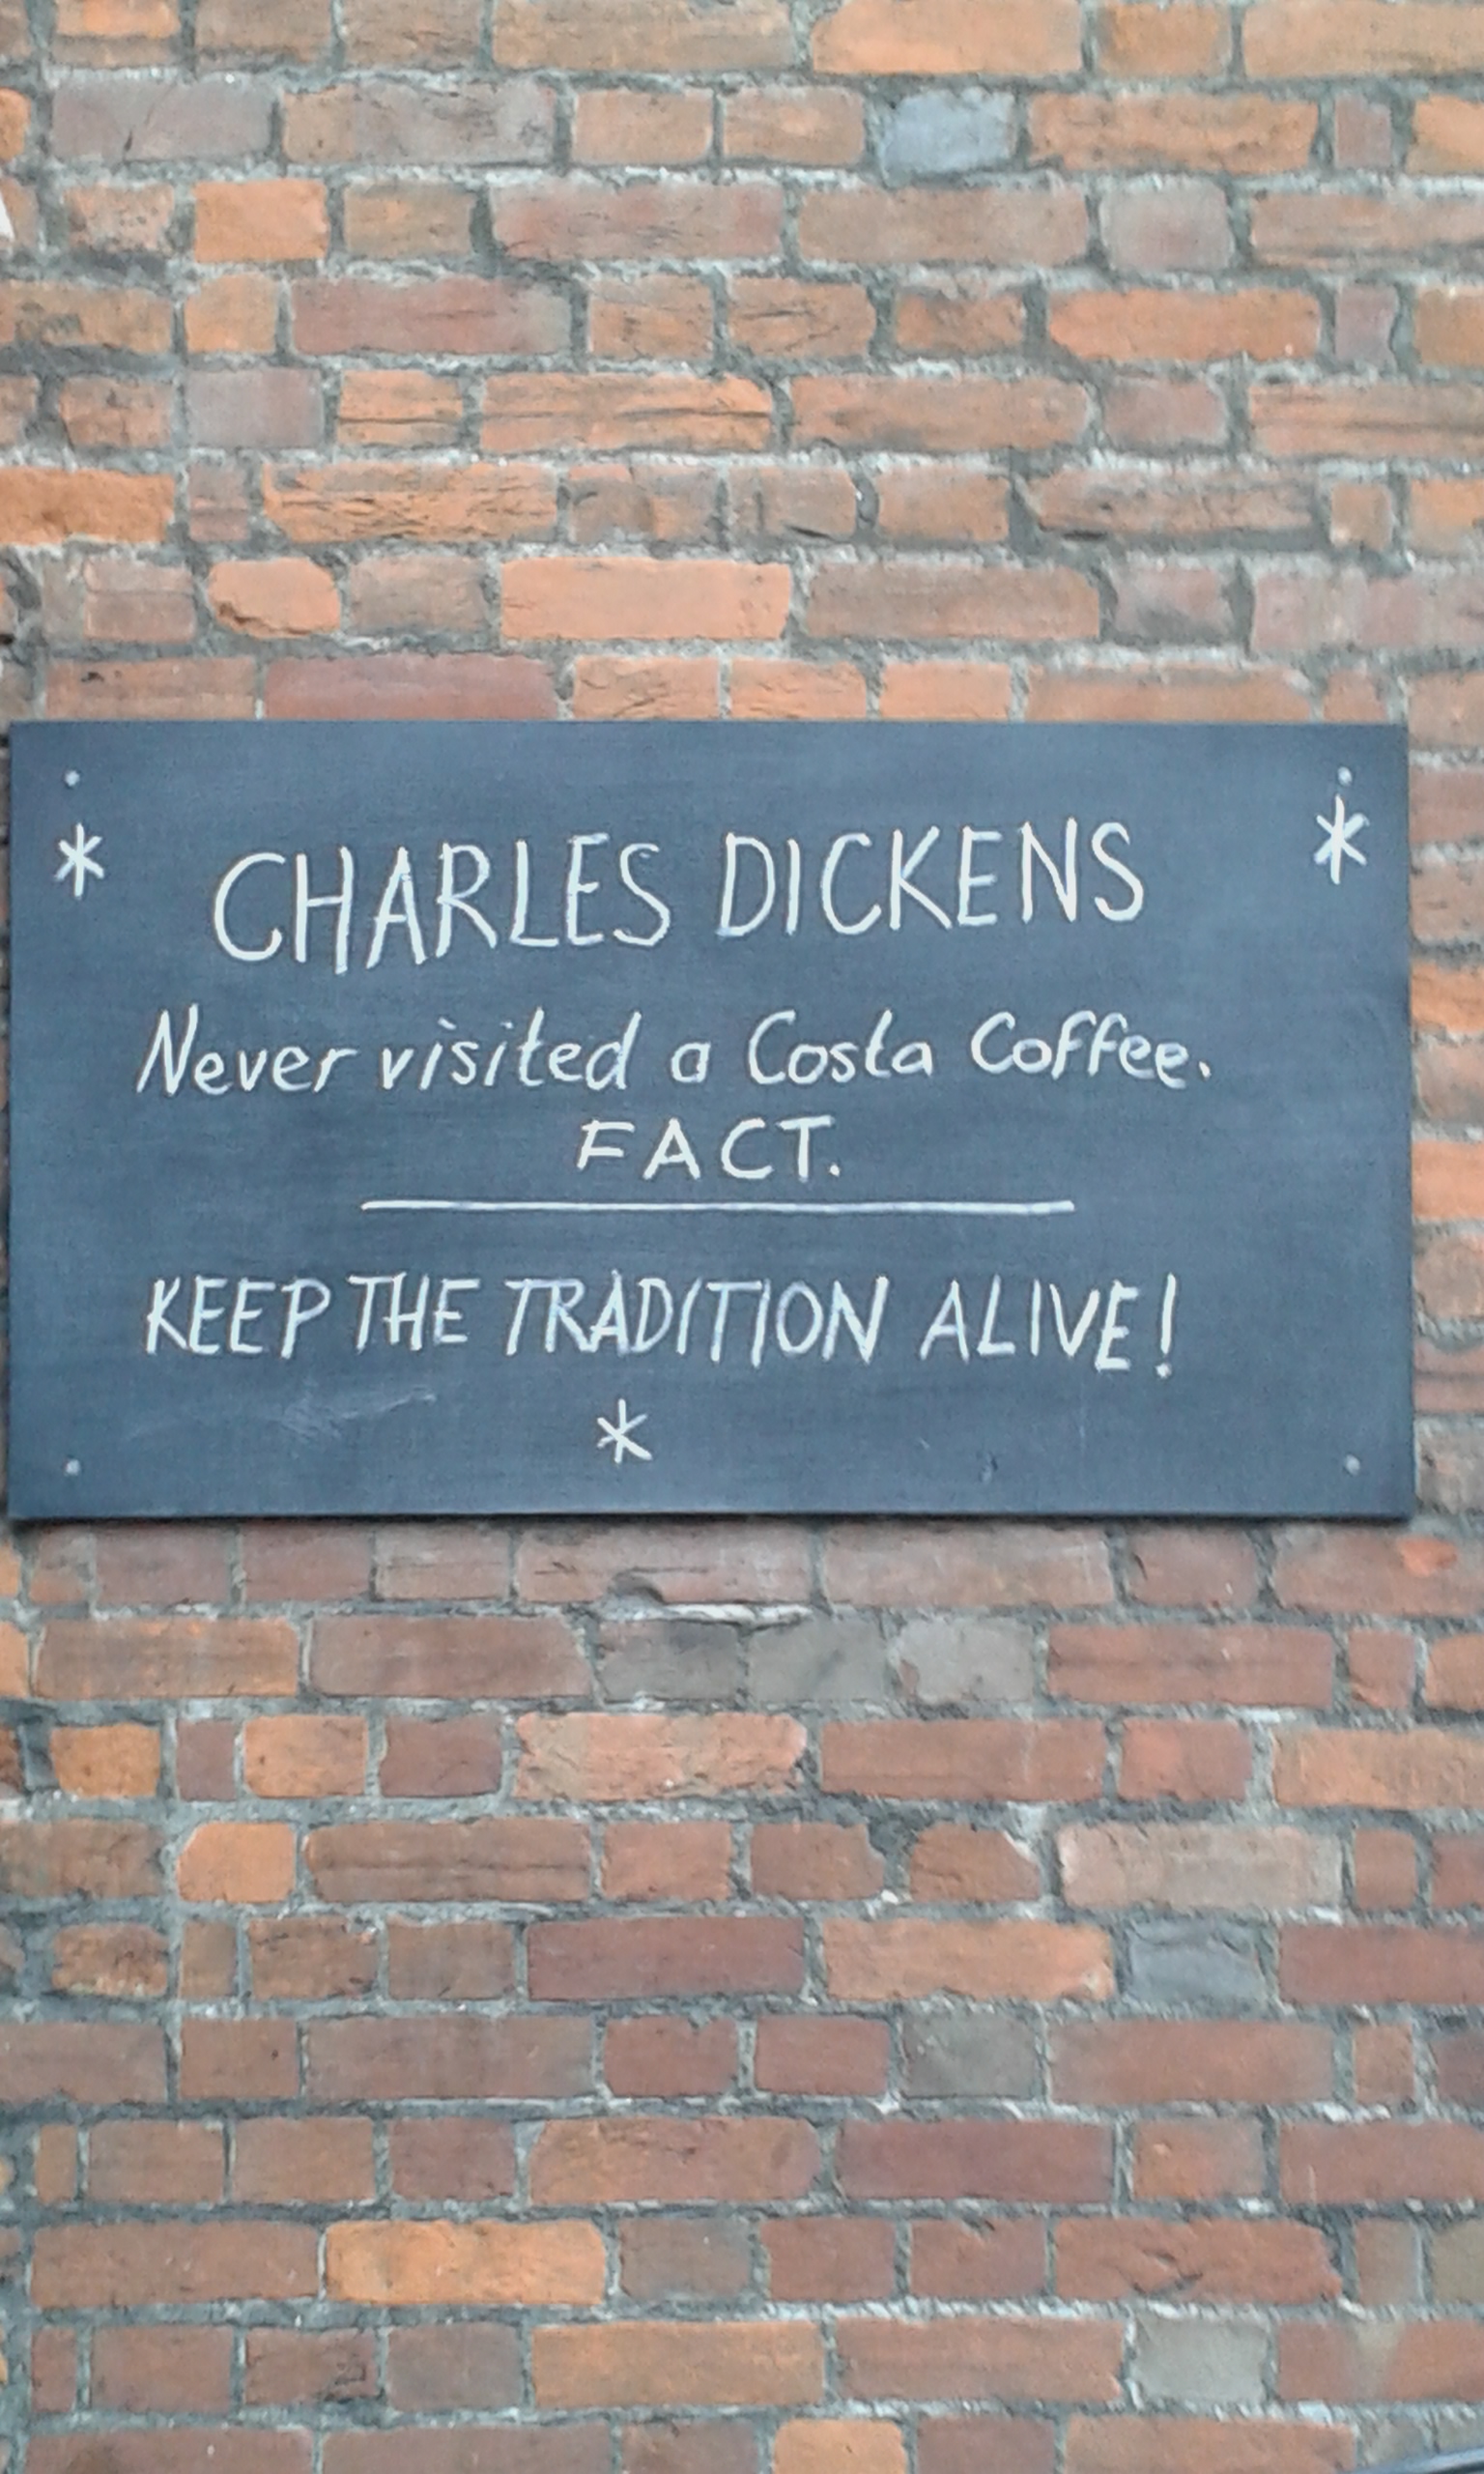 * CHARLES DICKENS *
Never visited a Costa Coffee.
FACT.
KEEP THE TRADITION ALIVE!
*